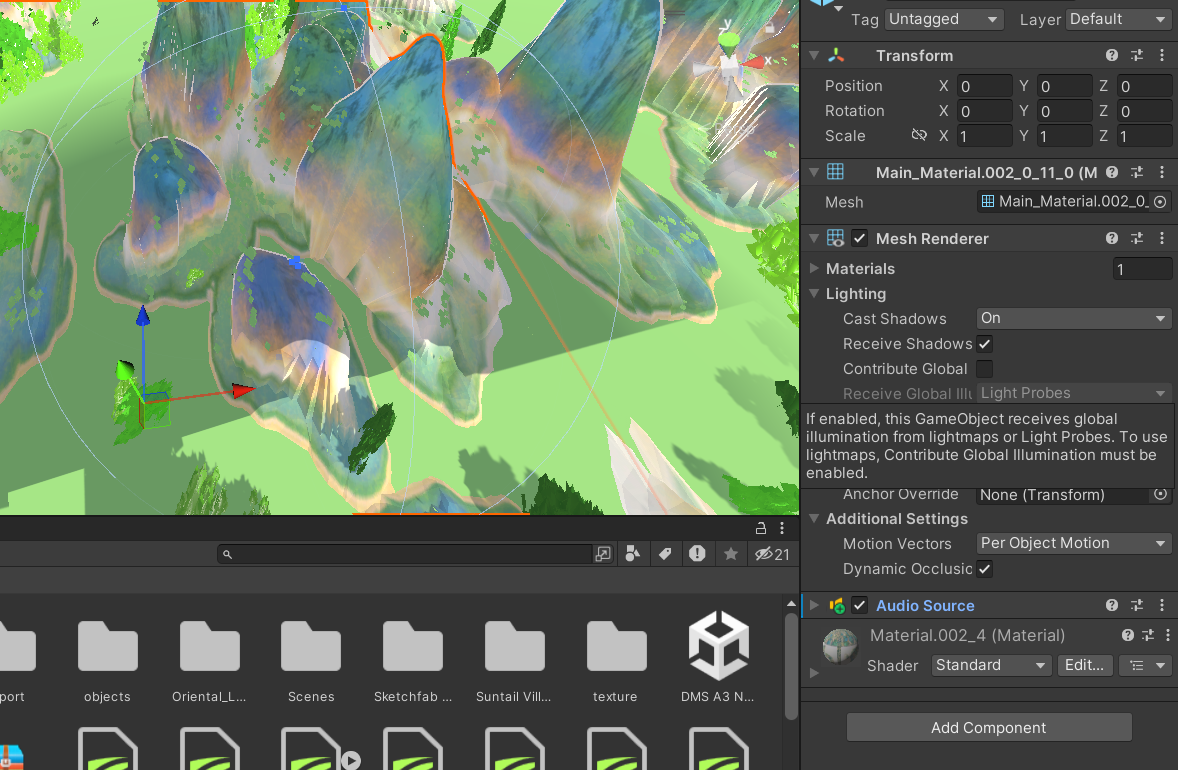 Tag Untagged Layer Default
Transform
Position X 0 Y 0 Z 0
Rotation X 0 Y 0 Z 0
Scale X 1 Y 1 Z 1
Main_Material.002_0_11_0 (M
Mesh Main_Material.002_0_
Mesh Renderer
Materials 1
Lighting
Cast Shadows On
Receive Shadows
Contribute Global
Receive Global Illu Light Probes
If enabled, this GameObject receives global
illumination from lightmaps or Light Probes. To use
lightmaps, Contribute Global Illumination must be
enabled.
Anchor Override None (Transform)
Additional Settings
Motion Vectors Per Object Motion
Dynamic Occlusic
Audio Source
Material.002_4 (Material)
Shader Standard Edit...
Add Component
y
x
21
port objects Oriental_L... Scenes Sketchfab ... Suntail Vill... texture DMS A3 N...